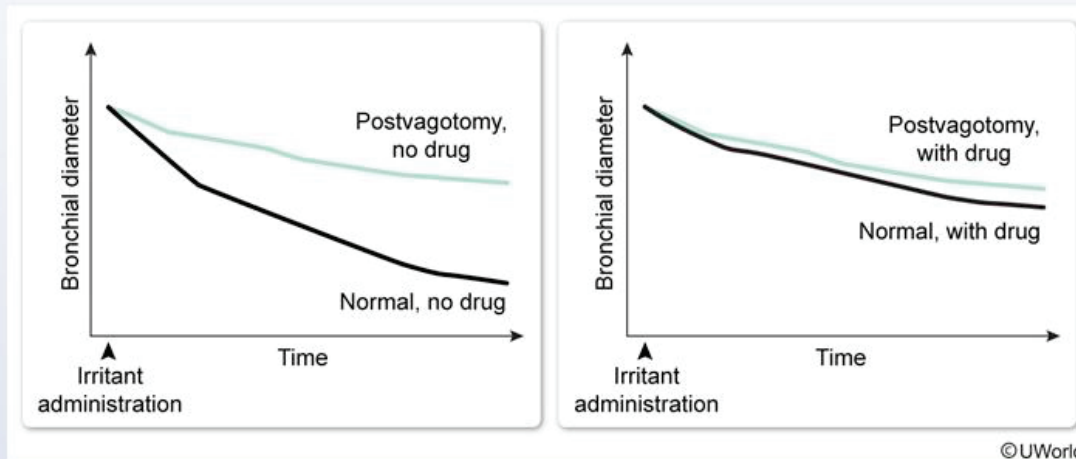 Bronchial diameter
Postvagotomy,
no drug
Normal, no drug
Time
Irritant
administration
Bronchial diameter
Postvagotomy,
with drug
Normal, with drug
Time
Irritant
administration
©UWorld